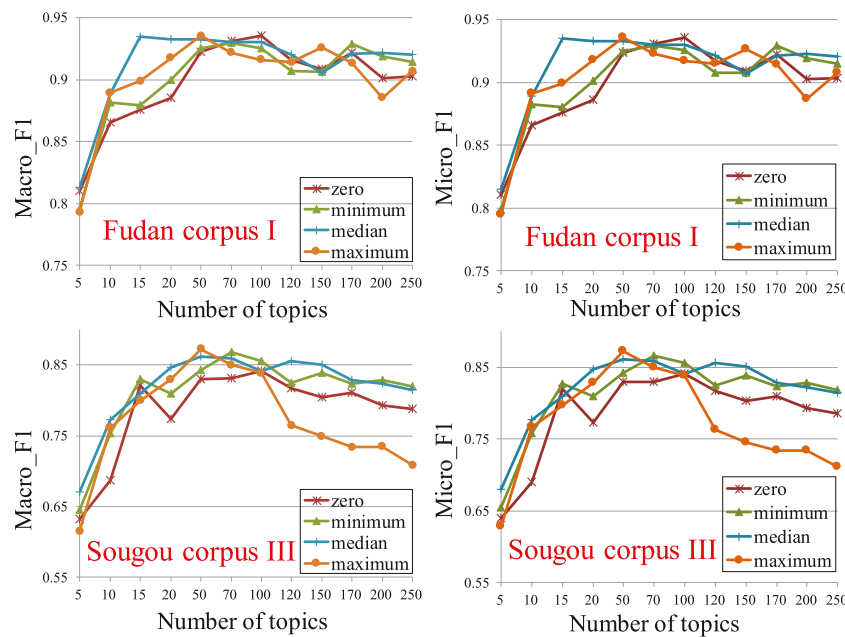 Macro_F1
0.95
0.9
0.85
0.8
0.75
zero
minimum
median
maximum
Fudan corpus I
5 10 15 20 50 70 100 120 150 170 200 250
Number of topics
Micro_F1
0.95
0.9
0.85
0.8
0.75
zero
minimum
median
maximum
Fudan corpus I
5 10 15 20 50 70 100 120 150 170 200 250
Number of topics
Macro_F1
0.85
0.75
0.65
0.55
zero
minimum
median
maximum
Sougou corpus III
5 10 15 20 50 70 100 120 150 170 200 250
Number of topics
Micro_F1
0.85
0.75
0.65
0.55
zero
minimum
median
maximum
Sougou corpus III
5 10 15 20 50 70 100 120 150 170 200 250
Number of topics